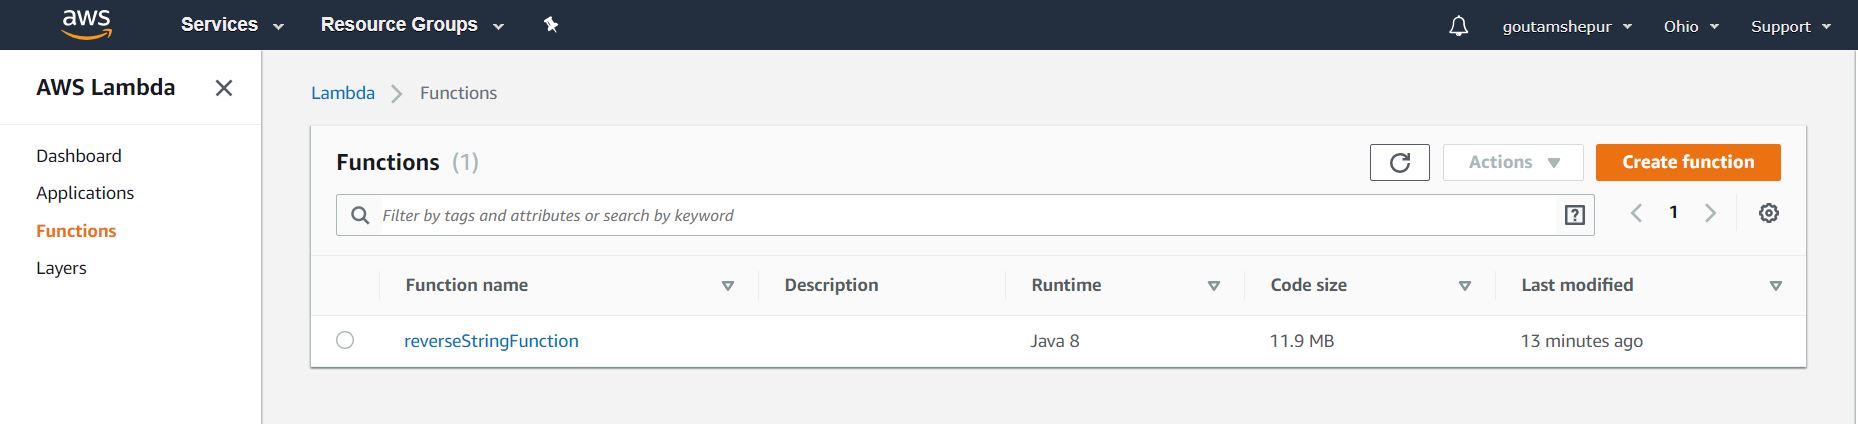 aws Services Resource Groups goutamshepur Ohio Support
AWS Lambda
Lambda > Functions
Dashboard
Applications
Functions
Layers
Functions (1) Actions Create function
Filter by tags and attributes or search by keyword ? < 1 >
Function name Description Runtime Code size Last modified
reverseStringFunction Java 8 11.9 MB 13 minutes ago